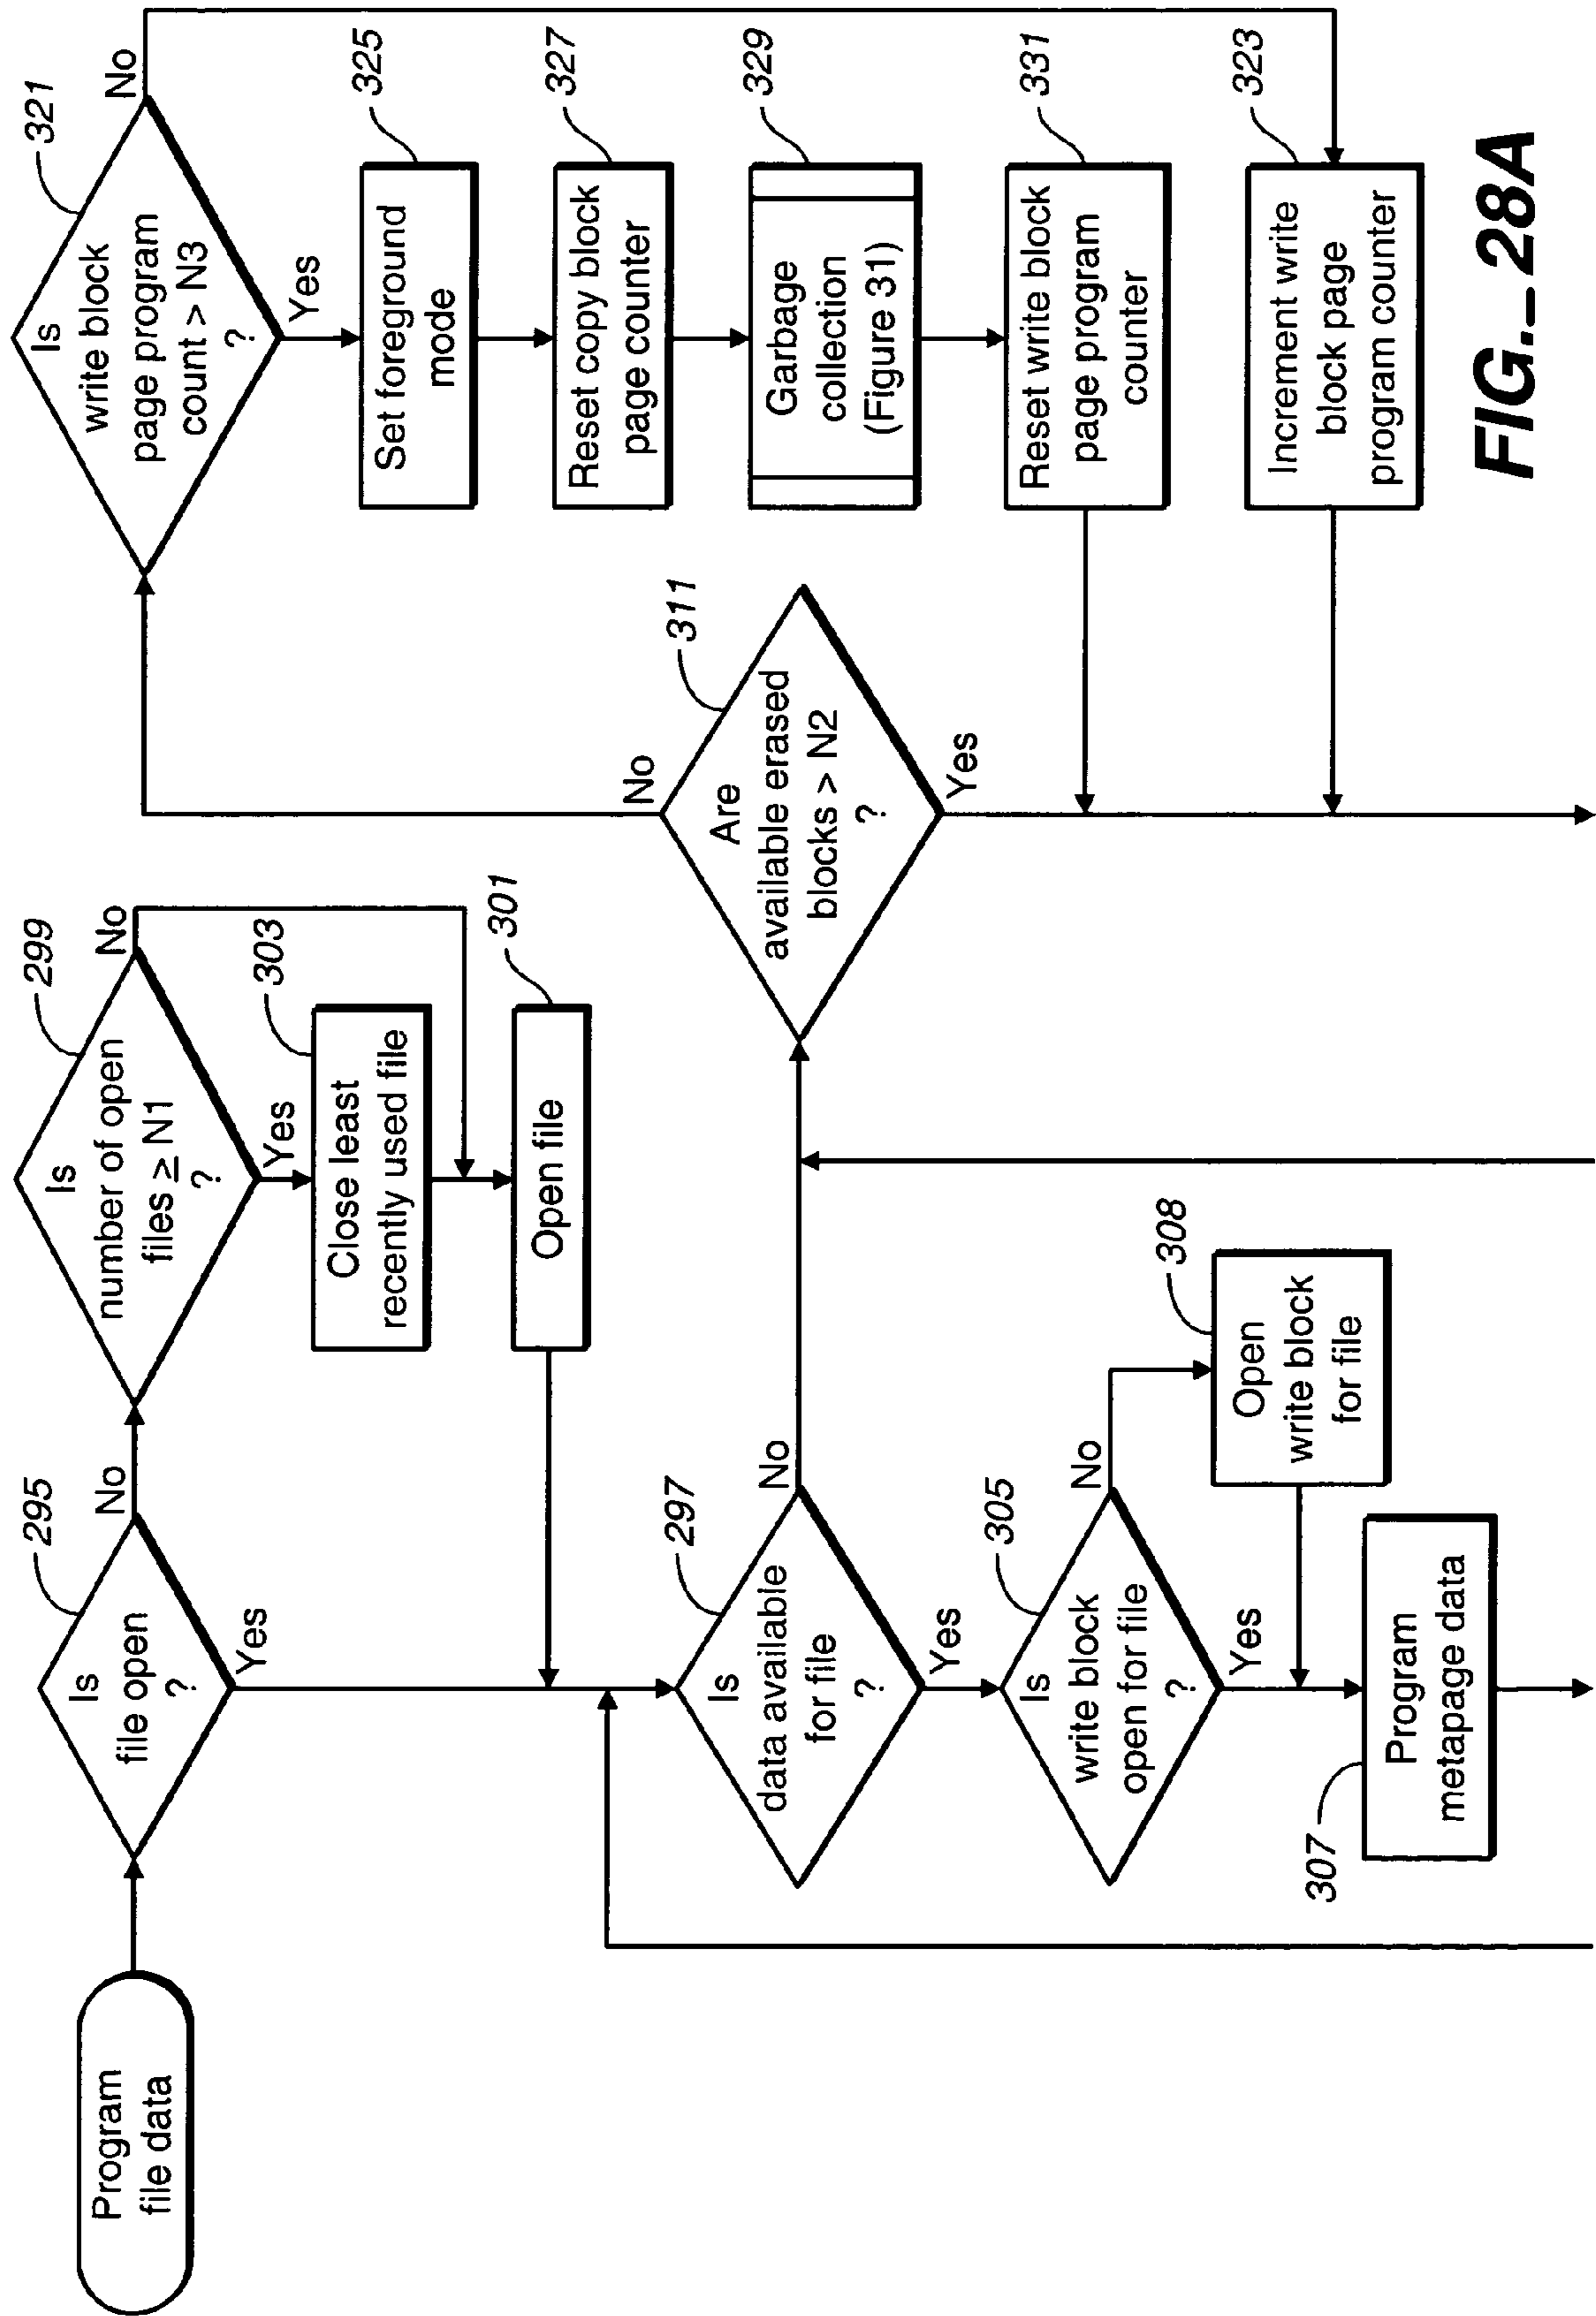 Program
file data
295
Is
file open
?
No
Yes
299
Is
number of open
files ≥ N1
?
No
Yes
303
Close least
recently used file
301
Open file
297
Is
data available
for file
?
No
Yes
305
Is
write block
open for file
?
No
Yes
308
Open
write block
for file
307
Program
metapage data
311
Are
available erased
blocks > N2
?
No
Yes
321
Is
write block
page program
count > N3
?
No
Yes
325
Set foreground
mode
327
Reset copy block
page counter
329
Garbage
collection
(Figure 31)
331
Reset write block
page program
counter
323
Increment write
block page
program counter
FIG._28A